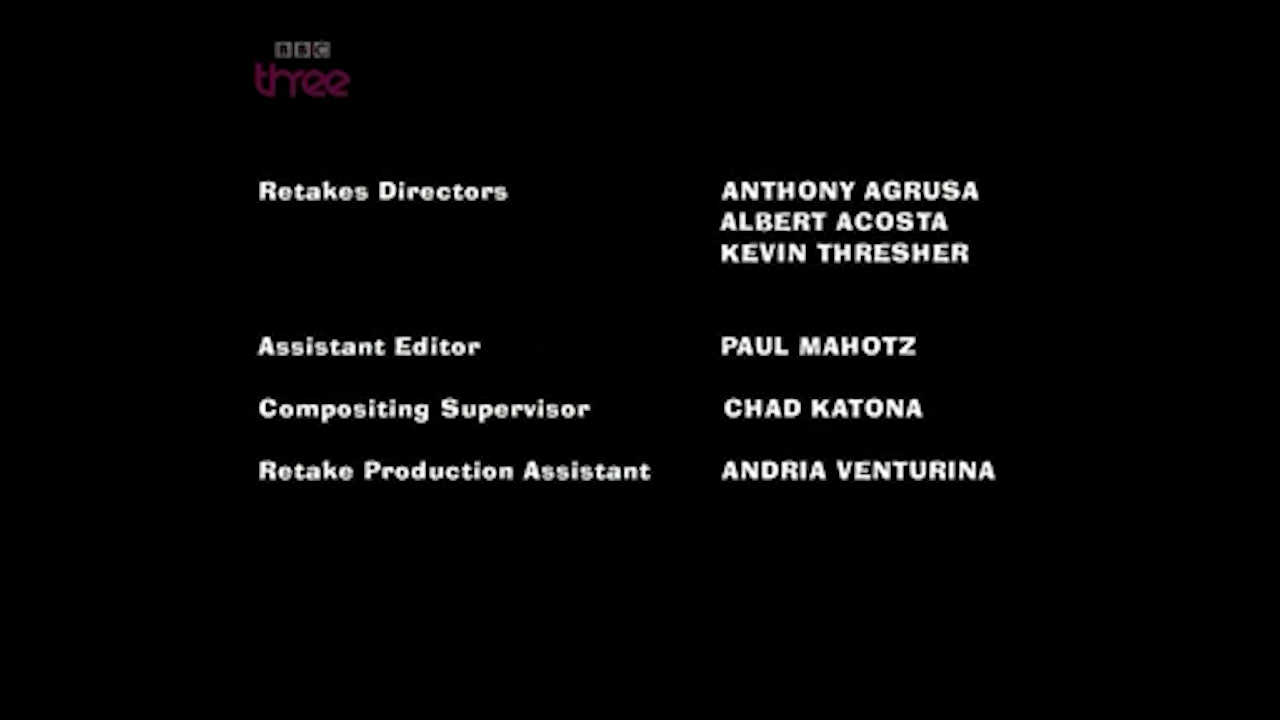 BBC
three
Retakes Directors ANTHONY AGRUSA
ALBERT ACOSTA
KEVIN THRESHER
Assistant Editor PAUL MAHOTZ
Compositing Supervisor CHAD KATONA
Retake Production Assistant ANDRIA VENTURINA